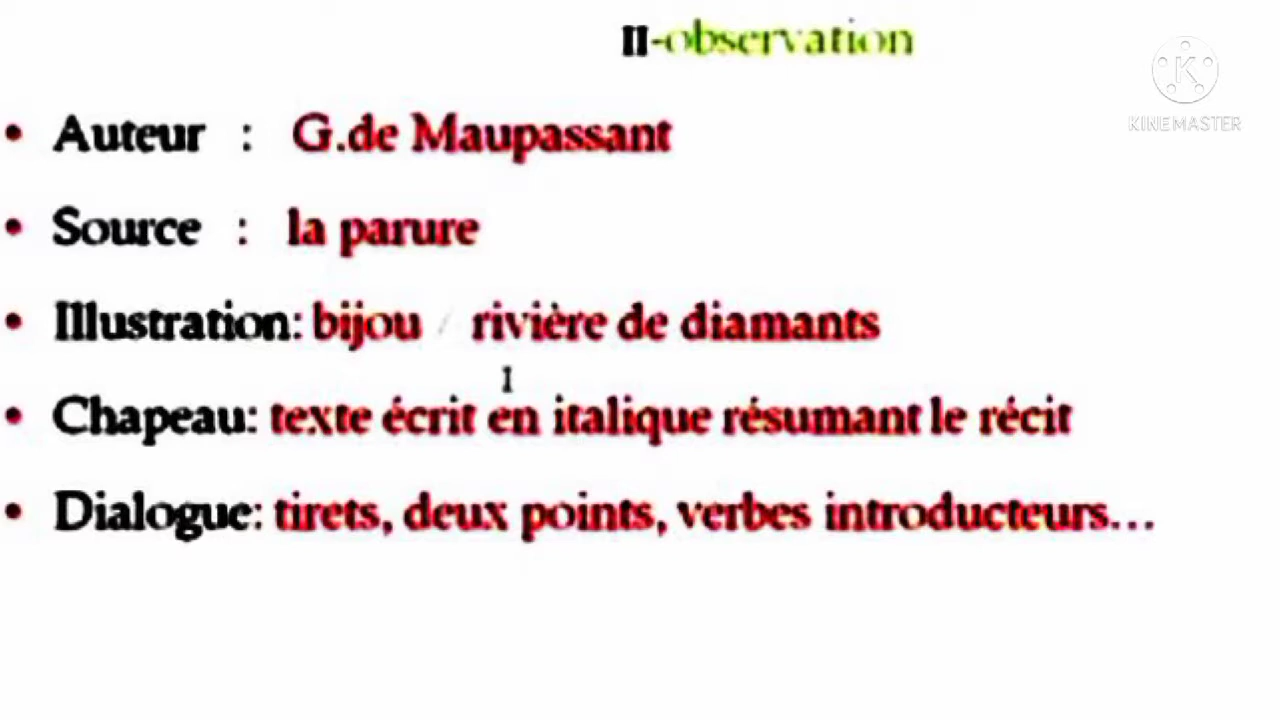 II-observation
KINEMASTER
• Auteur : G.de Maupassant
• Source : la parure
• Illustration: bijou / rivière de diamants
• Chapeau: texte écrit en italique résumant le récit
• Dialogue: tirets, deux points, verbes introducteurs...